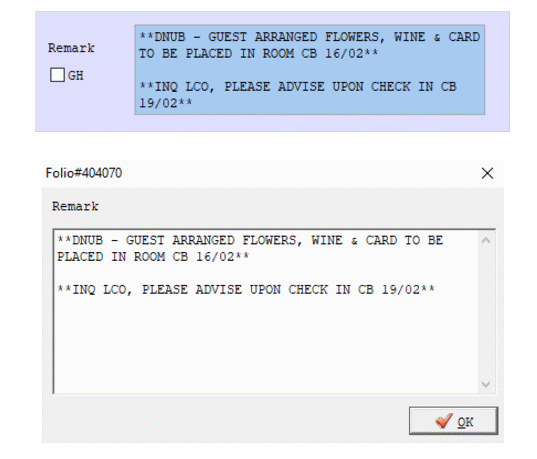 Remark
GH
**DNUB - GUEST ARRANGED FLOWERS, WINE & CARD
TO BE PLACED IN ROOM CB 16/02**
**INQ LCO, PLEASE ADVISE UPON CHECK IN CB
19/02**
Folio#404070
Remark
**DNUB - GUEST ARRANGED FLOWERS, WINE & CARD TO BE
PLACED IN ROOM CB 16/02**
**INQ LCO, PLEASE ADVISE UPON CHECK IN CB 19/02**
OK